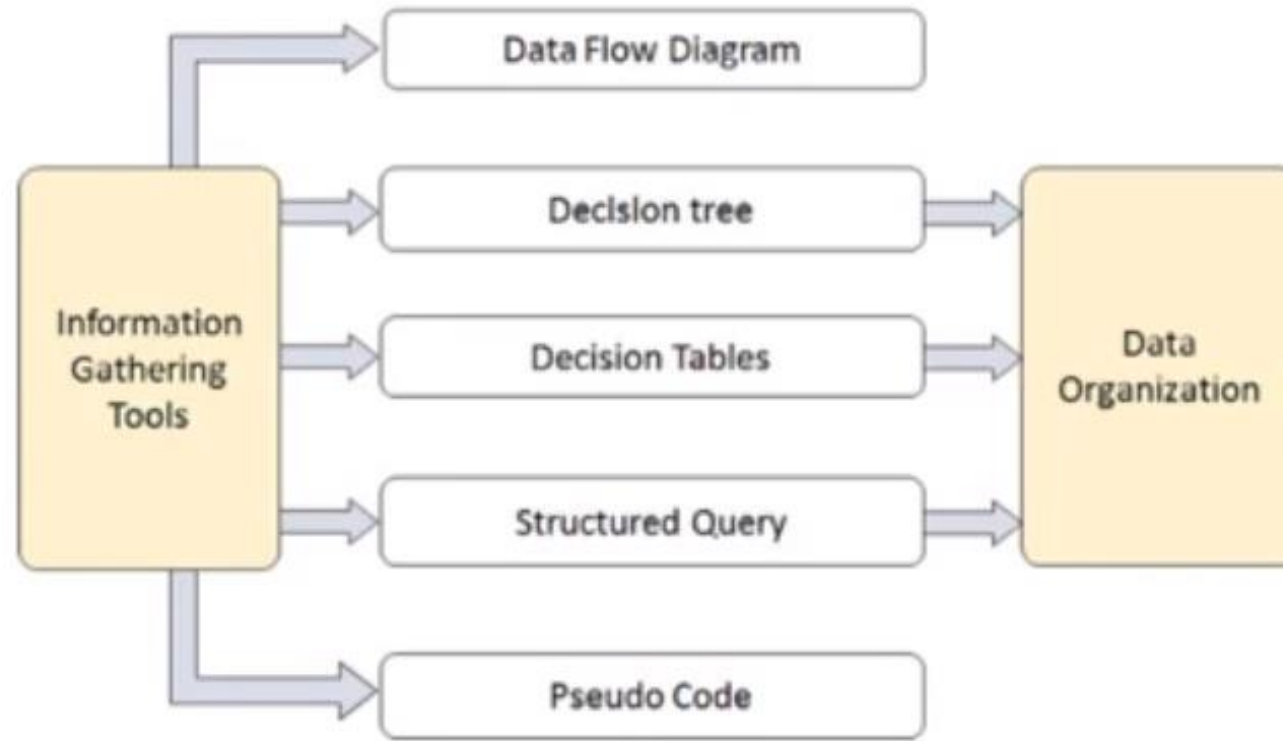 Data Flow Diagram
Decision tree
Information
Gathering
Tools
Decision Tables
Data
Organization
Structured Query
Pseudo Code